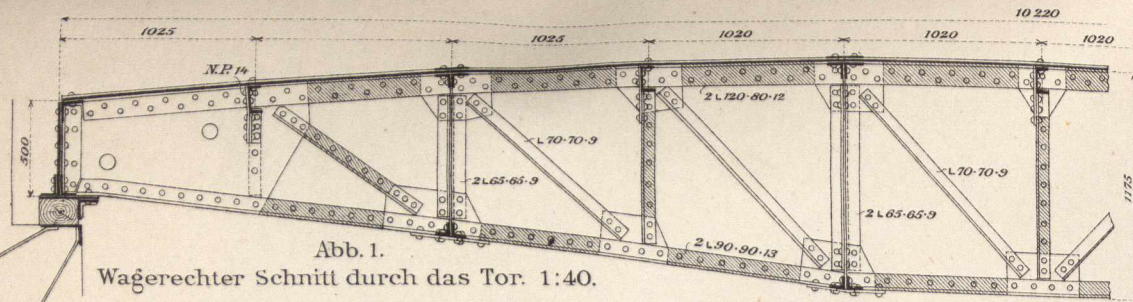 10 220
1025
1025
1020
1020
1020
N.P. 14
500
2 L 120·80·12
L 70·70·9
L 70·70·9
2 L 65·65·9
2 L 65·65·9
1175
2 L 90·90·13
Abb. 1.
Wagerechter Schnitt durch das Tor. 1:40.